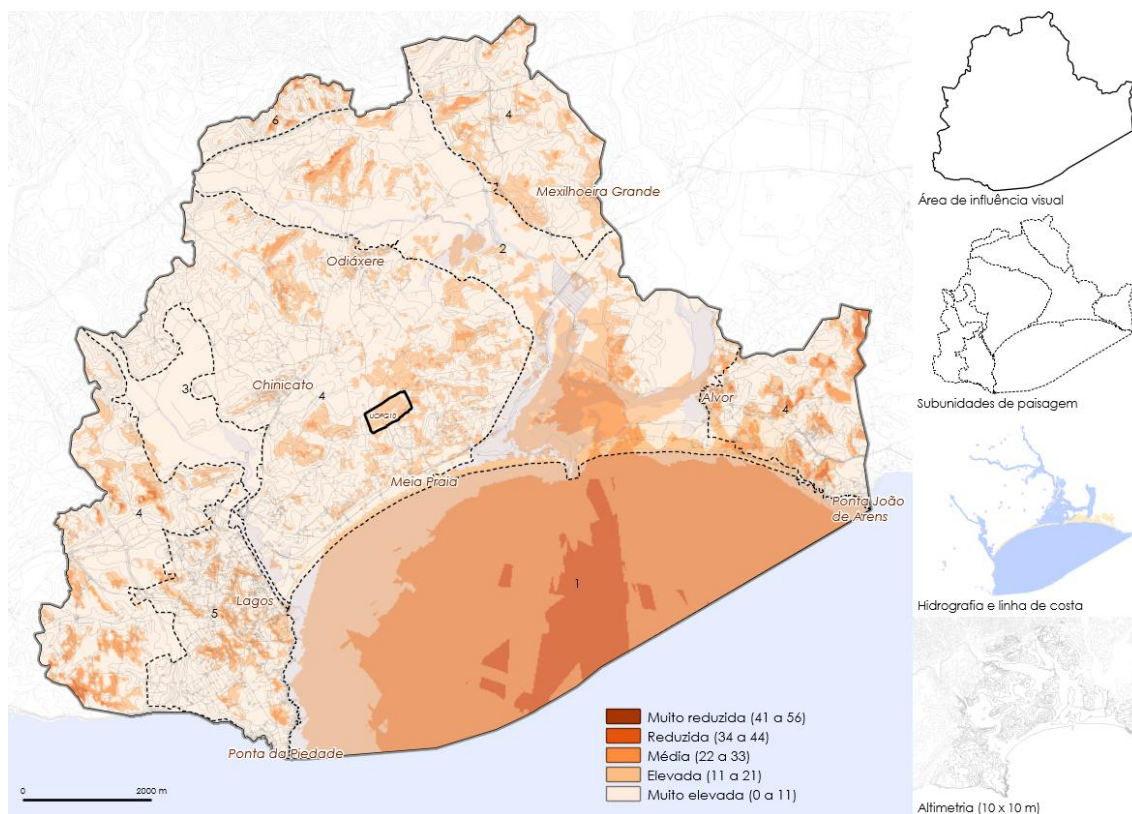 6
4
Mexilhoeira Grande
2
Odiáxere
3
Chinicato
4
UOPG10
Alvor
4
Meia Praia
Ponta João
de Arens
4
1
Lagos
5
Ponta da Piedade
0 2000 m
Muito reduzida (41 a 56)
Reduzida (34 a 44)
Média (22 a 33)
Elevada (11 a 21)
Muito elevada (0 a 11)
Área de influência visual
Subunidades de paisagem
Hidrografia e linha de costa
Altimetria (10 x 10 m)